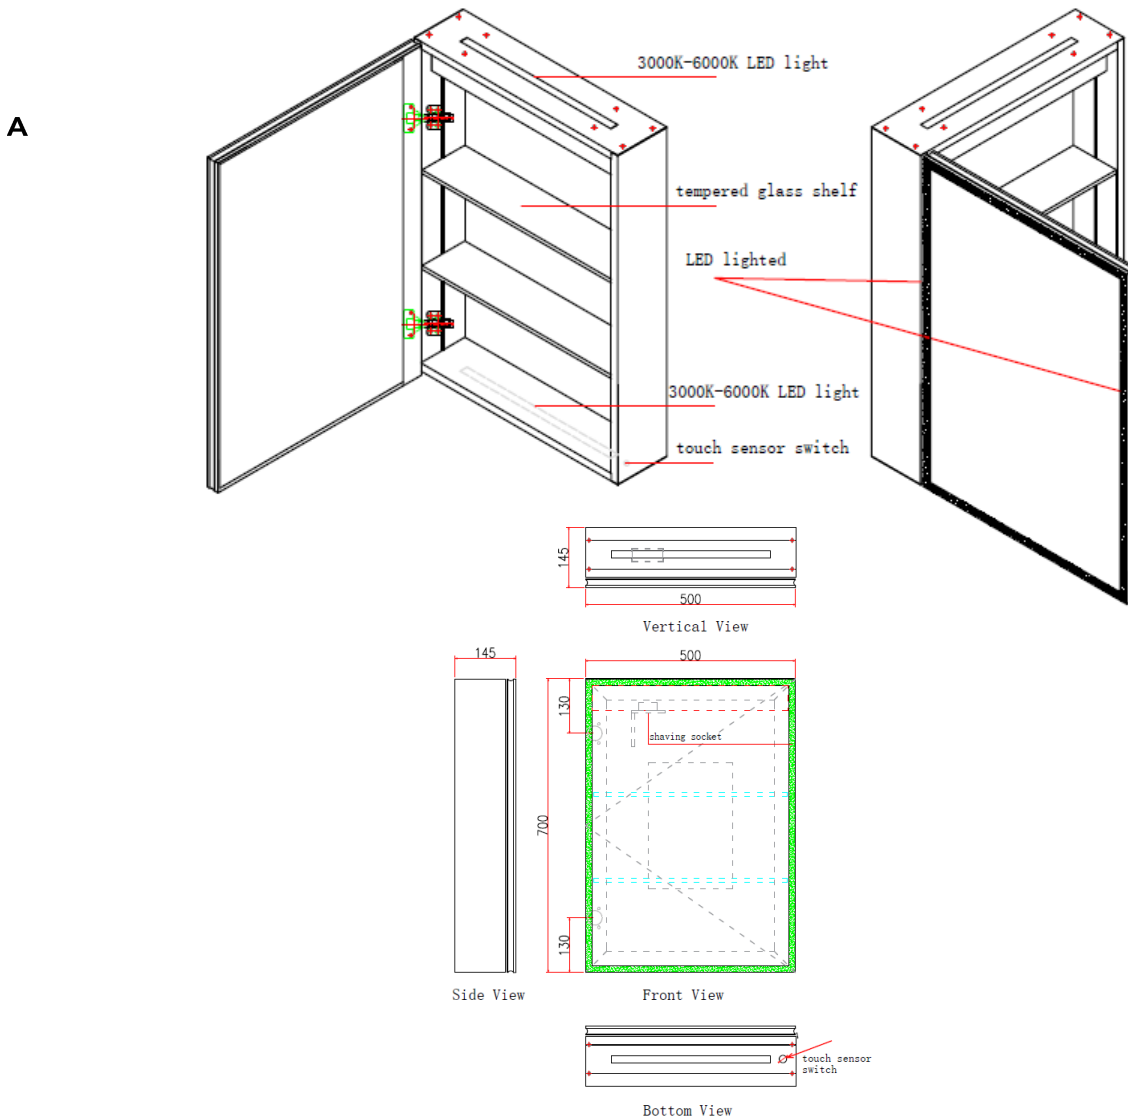 3000K-6000K LED light
A
tempered glass shelf
LED lighted
3000K-6000K LED light
touch sensor switch
145
500
Vertical View
145
500
130
shaving socket
700
130
Side View
Front View
touch sensor
switch
Bottom View